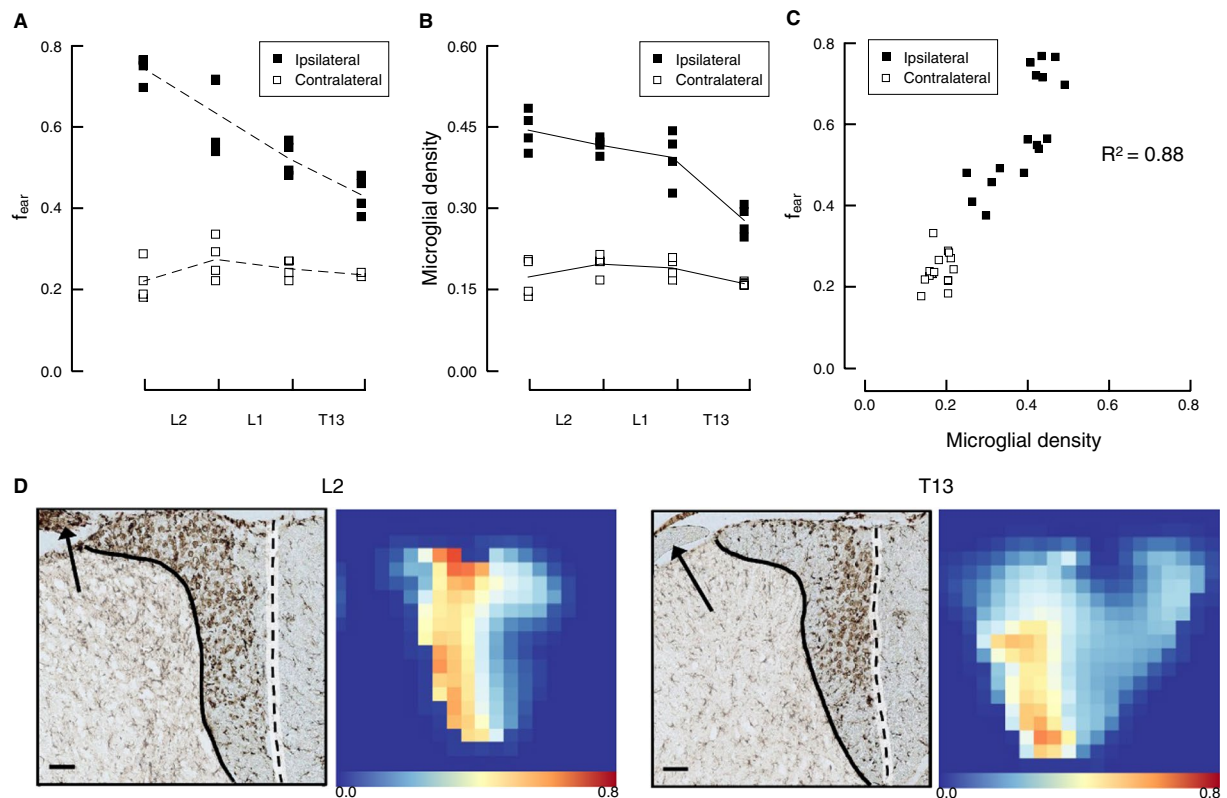 A
0.8
0.6
0.4
0.2
0.0
f_ear
Ipsilateral
Contralateral
L2 L1 T13
B
0.60
0.45
0.30
0.15
0.00
Microglial density
Ipsilateral
Contralateral
L2 L1 T13
C
0.8
0.6
0.4
0.2
0.0
f_ear
Ipsilateral
Contralateral
R² = 0.88
0.0 0.2 0.4 0.6 0.8
Microglial density
D
L2
T13
0.0 0.8
0.0 0.8